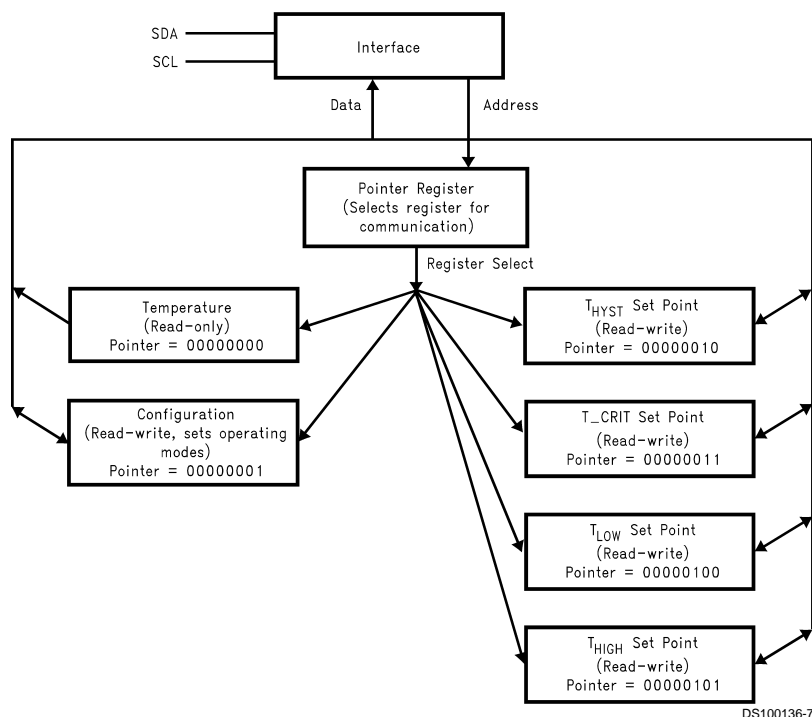 SDA
SCL
Interface
Data
Address
Pointer Register
(Selects register for
communication)
Register Select
Temperature
(Read-only)
Pointer = 00000000
Configuration
(Read-write, sets operating
modes)
Pointer = 00000001
THYST Set Point
(Read-write)
Pointer = 00000010
T_CRIT Set Point
(Read-write)
Pointer = 00000011
TLOW Set Point
(Read-write)
Pointer = 00000100
THIGH Set Point
(Read-write)
Pointer = 00000101
DS100136-7